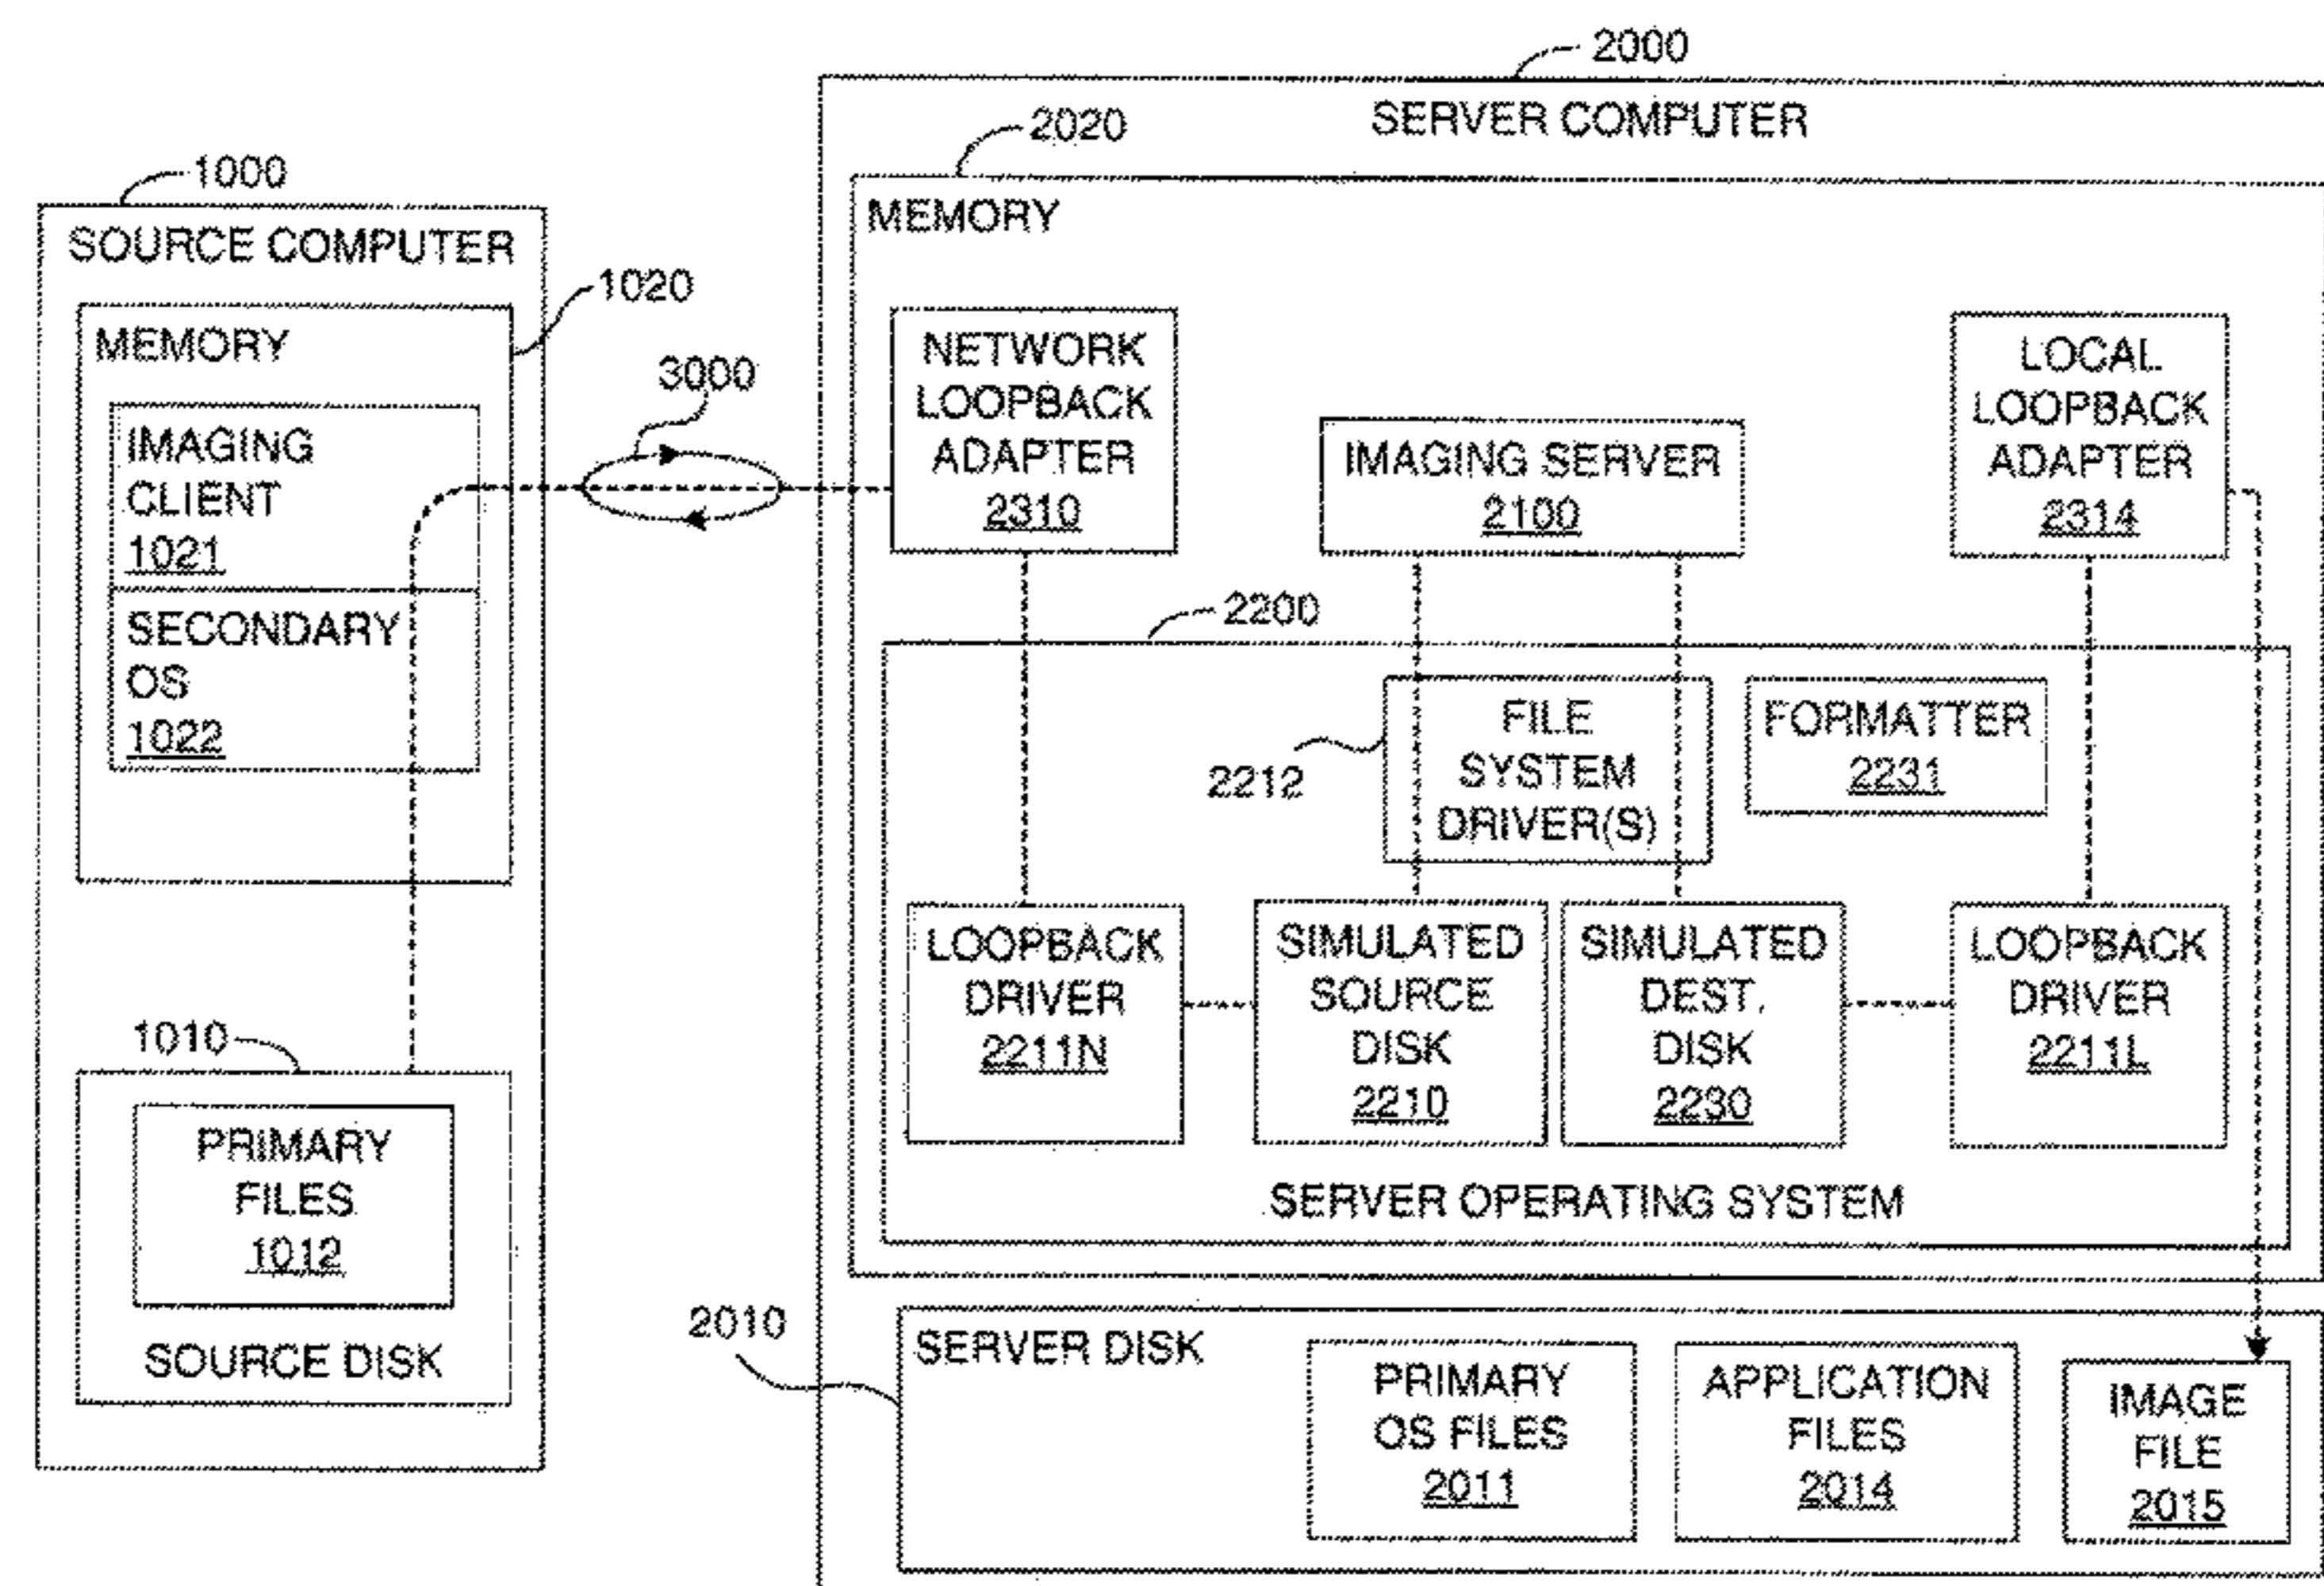 2000
SERVER COMPUTER
2020
MEMORY
1000
SOURCE COMPUTER
1020
MEMORY
IMAGING
CLIENT
1021
SECONDARY
OS
1022
3000
NETWORK
LOOPBACK
ADAPTER
2310
IMAGING SERVER
2100
LOCAL
LOOPBACK
ADAPTER
2314
2200
FILE
SYSTEM
DRIVER(S)
2212
FORMATTER
2231
LOOPBACK
DRIVER
2211N
SIMULATED
SOURCE
DISK
2210
SIMULATED
DEST.
DISK
2230
LOOPBACK
DRIVER
2211L
SERVER OPERATING SYSTEM
1010
PRIMARY
FILES
1012
SOURCE DISK
2010
SERVER DISK
PRIMARY
OS FILES
2011
APPLICATION
FILES
2014
IMAGE
FILE
2015